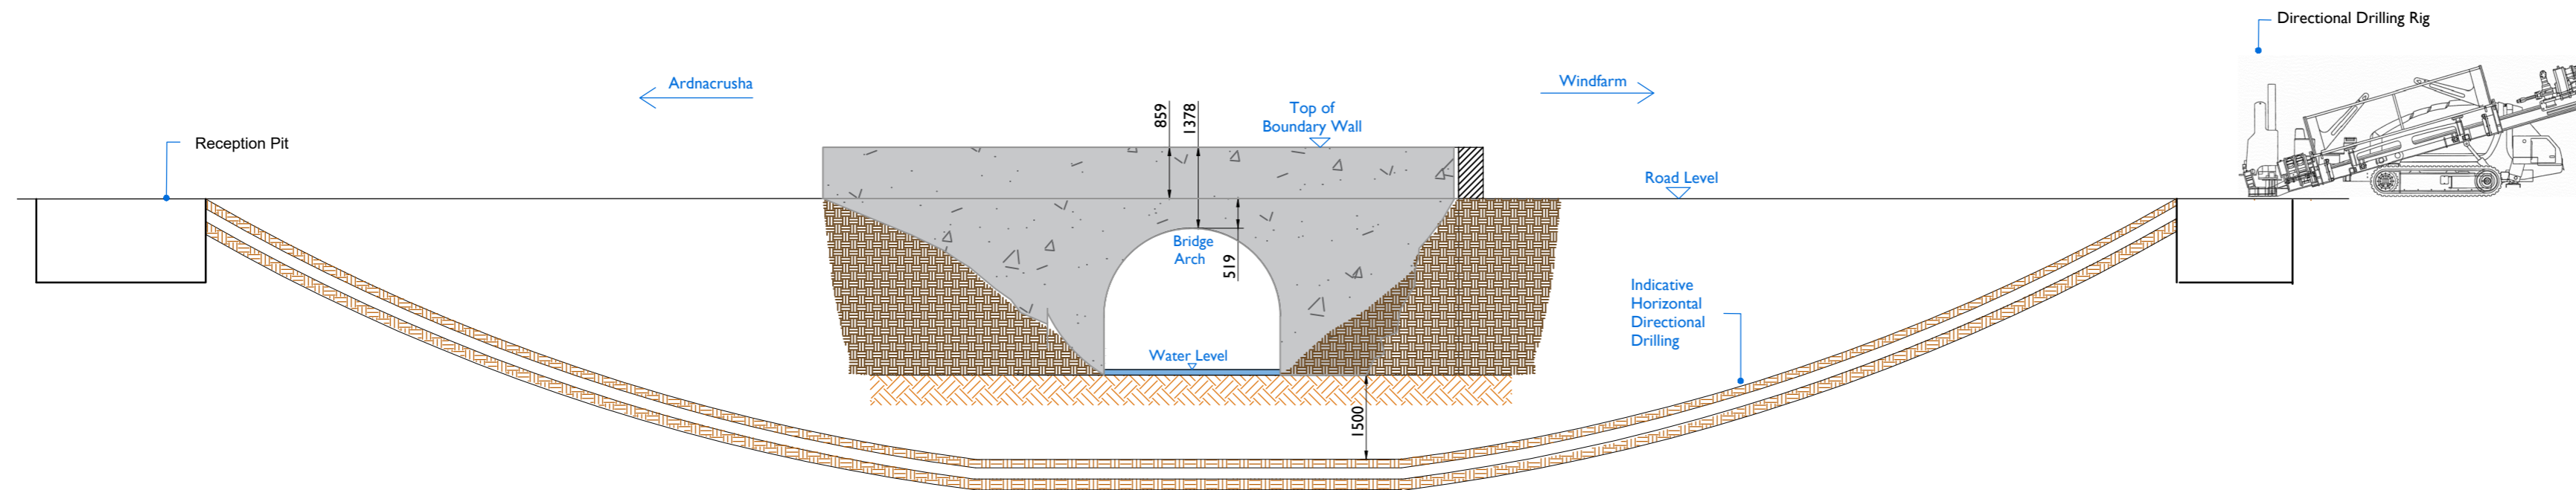 Directional Drilling Rig
Ardnacrusha
Windfarm
859
1378
Top of
Boundary Wall
Reception Pit
Road Level
Bridge
Arch
519
Indicative
Horizontal
Directional
Drilling
Water Level
1500